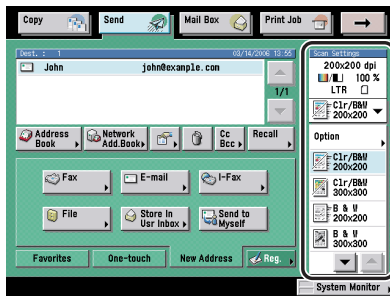 Copy
Send
Mail Box
Print Job
Dest. : 1
03/14/2006 13:55
John
john@example.com
1/1
Address
Book
Network
Add.Book
Cc
Bcc
Recall
Fax
E-mail
I-Fax
File
Store in
Usr Inbox
Send to
Myself
Favorites
One-touch
New Address
Reg.
Scan Settings
200x200 dpi
100 %
LTR
Clr/B&W
200x200
Option
Clr/B&W
200x200
Clr/B&W
300x300
B & W
200x200
B & W
300x300
System Monitor